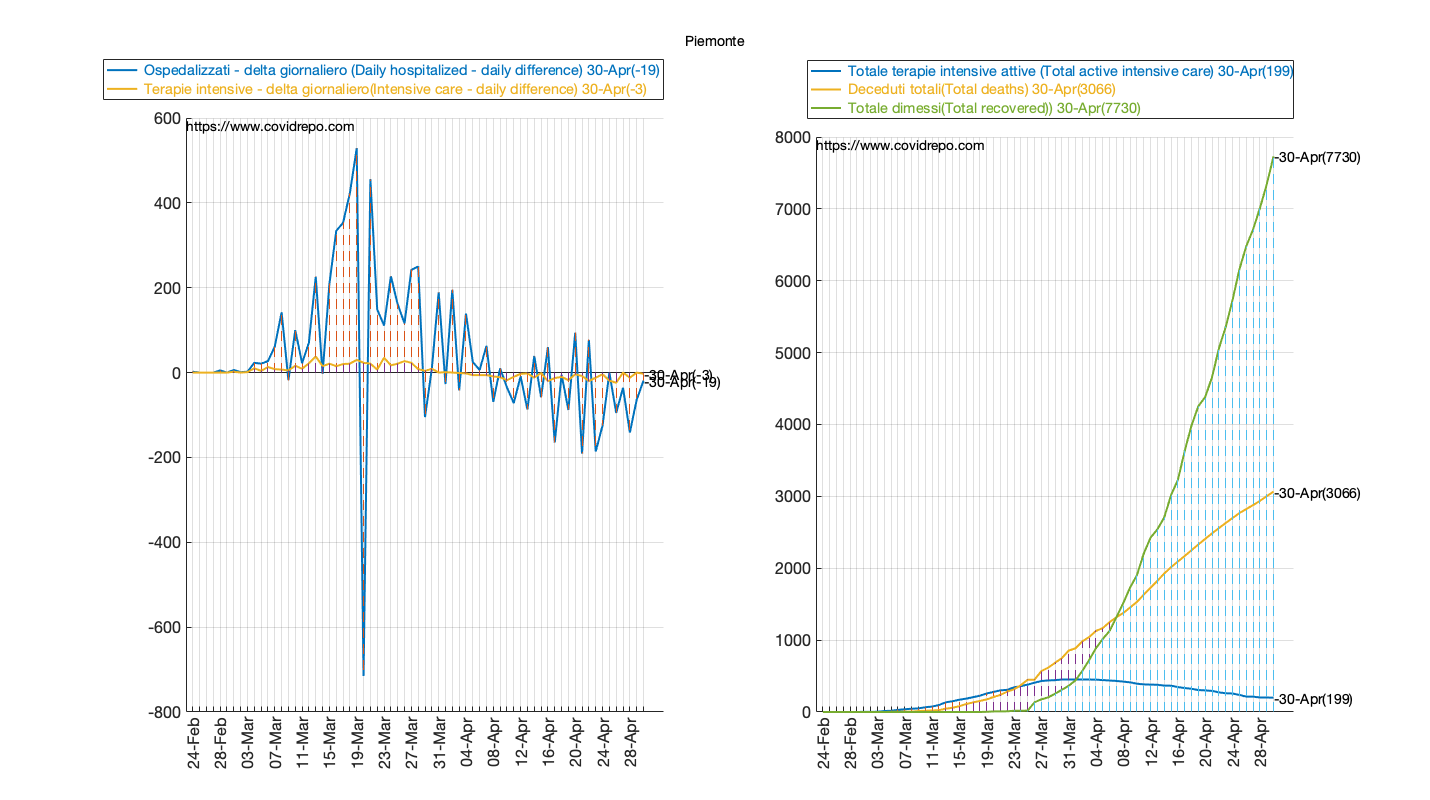 Piemonte
Ospedalizzati - delta giornaliero (Daily hospitalized - daily difference) 30-Apr(-19)
Terapie intensive - delta giornaliero(Intensive care - daily difference) 30-Apr(-3)
https://www.covidrepo.com
600
400
200
0
-200
-400
-600
-800
-30-Apr(-3)
-30-Apr(-19)
24-Feb
28-Feb
03-Mar
07-Mar
11-Mar
15-Mar
19-Mar
23-Mar
27-Mar
31-Mar
04-Apr
08-Apr
12-Apr
16-Apr
20-Apr
24-Apr
28-Apr
Totale terapie intensive attive (Total active intensive care) 30-Apr(199)
Deceduti totali(Total deaths) 30-Apr(3066)
Totale dimessi(Total recovered)) 30-Apr(7730)
https://www.covidrepo.com
8000
7000
6000
5000
4000
3000
2000
1000
0
-30-Apr(7730)
-30-Apr(3066)
-30-Apr(199)
24-Feb
28-Feb
03-Mar
07-Mar
11-Mar
15-Mar
19-Mar
23-Mar
27-Mar
31-Mar
04-Apr
08-Apr
12-Apr
16-Apr
20-Apr
24-Apr
28-Apr